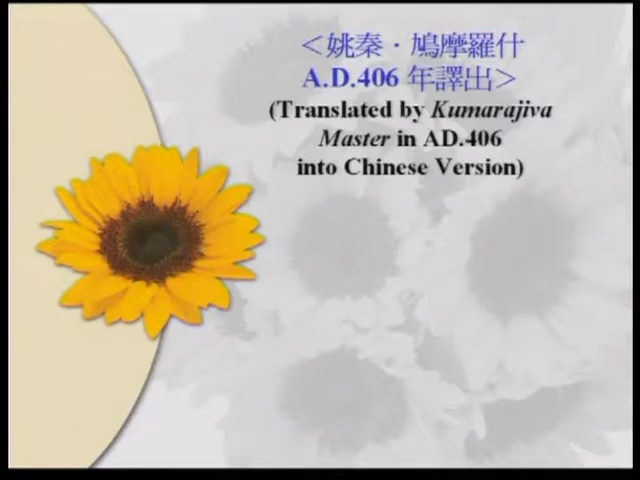 ＜姚秦．鳩摩羅什
A.D.406 年譯出＞
(Translated by Kumarajiva
Master in AD.406
into Chinese Version)